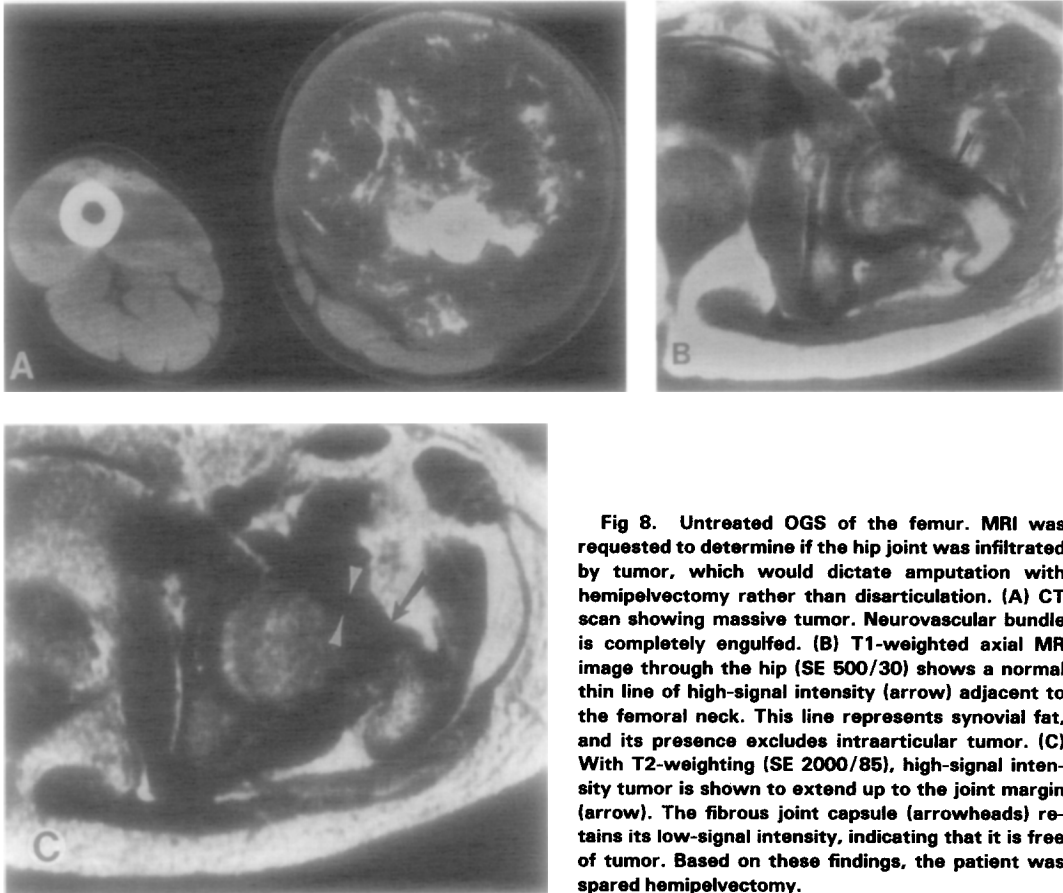 A
B
C
Fig 8. Untreated OGS of the femur. MRI was
requested to determine if the hip joint was infiltrated
by tumor, which would dictate amputation with
hemipelvectomy rather than disarticulation. (A) CT
scan showing massive tumor. Neurovascular bundle
is completely engulfed. (B) T1-weighted axial MR
image through the hip (SE 500/30) shows a normal
thin line of high-signal intensity (arrow) adjacent to
the femoral neck. This line represents synovial fat,
and its presence excludes intraarticular tumor. (C)
With T2-weighting (SE 2000/85), high-signal inten-
sity tumor is shown to extend up to the joint margin
(arrow). The fibrous joint capsule (arrowheads) re-
tains its low-signal intensity, indicating that it is free
of tumor. Based on these findings, the patient was
spared hemipelvectomy.